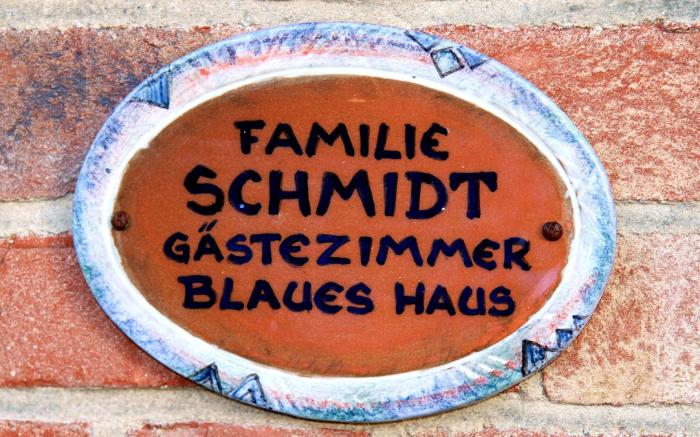 FAMILIE
SCHMIDT
GÄSTEZIMMER
BLAUES HAUS